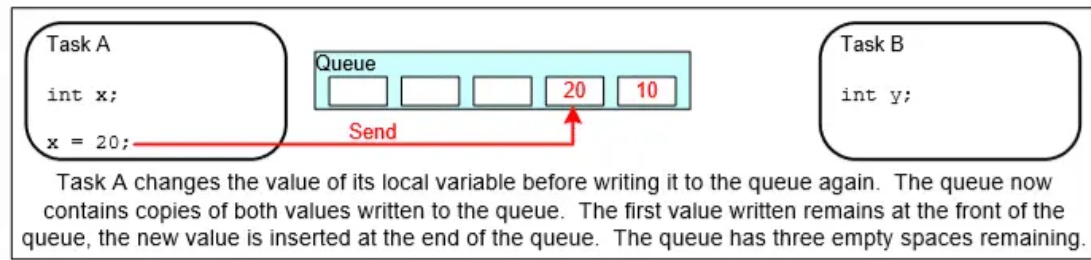 Task A
int x;
x = 20;
Queue
20
10
Send
Task B
int y;
Task A changes the value of its local variable before writing it to the queue again. The queue now
contains copies of both values written to the queue. The first value written remains at the front of the
queue, the new value is inserted at the end of the queue. The queue has three empty spaces remaining.